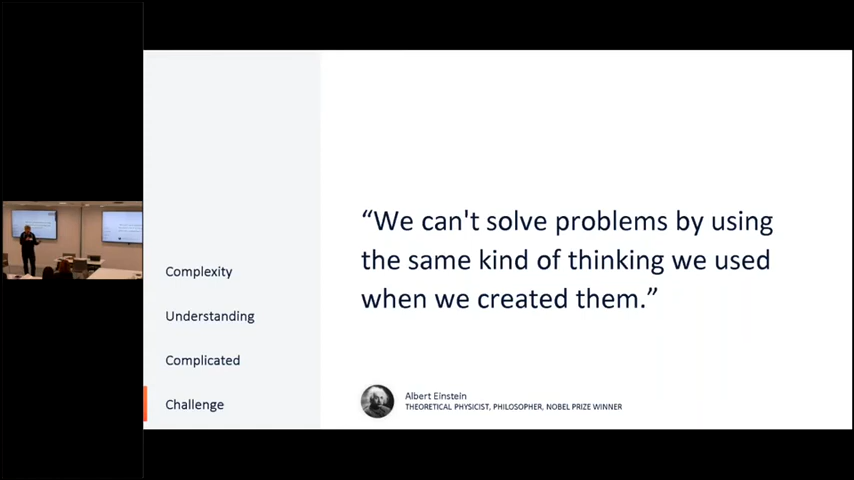 Complexity
Understanding
Complicated
Challenge
“We can't solve problems by using
the same kind of thinking we used
when we created them.”
Albert Einstein
THEORETICAL PHYSICIST, PHILOSOPHER, NOBEL PRIZE WINNER